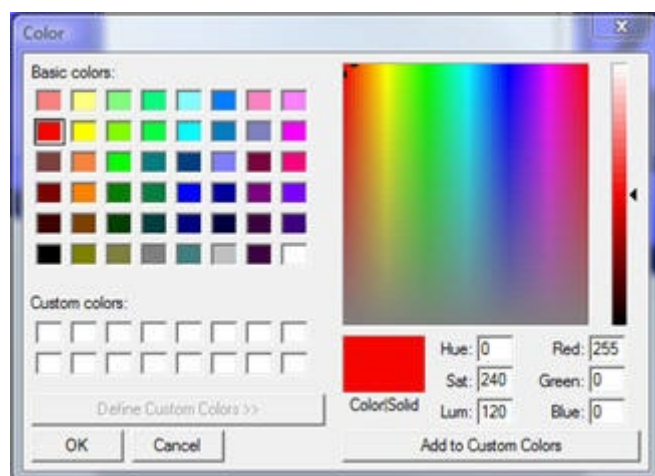 Color
Basic colors:
Custom colors:
Define Custom Colors >>
OK Cancel
Color|Solid
Hue: 0 Red: 255
Sat: 240 Green: 0
Lum: 120 Blue: 0
Add to Custom Colors